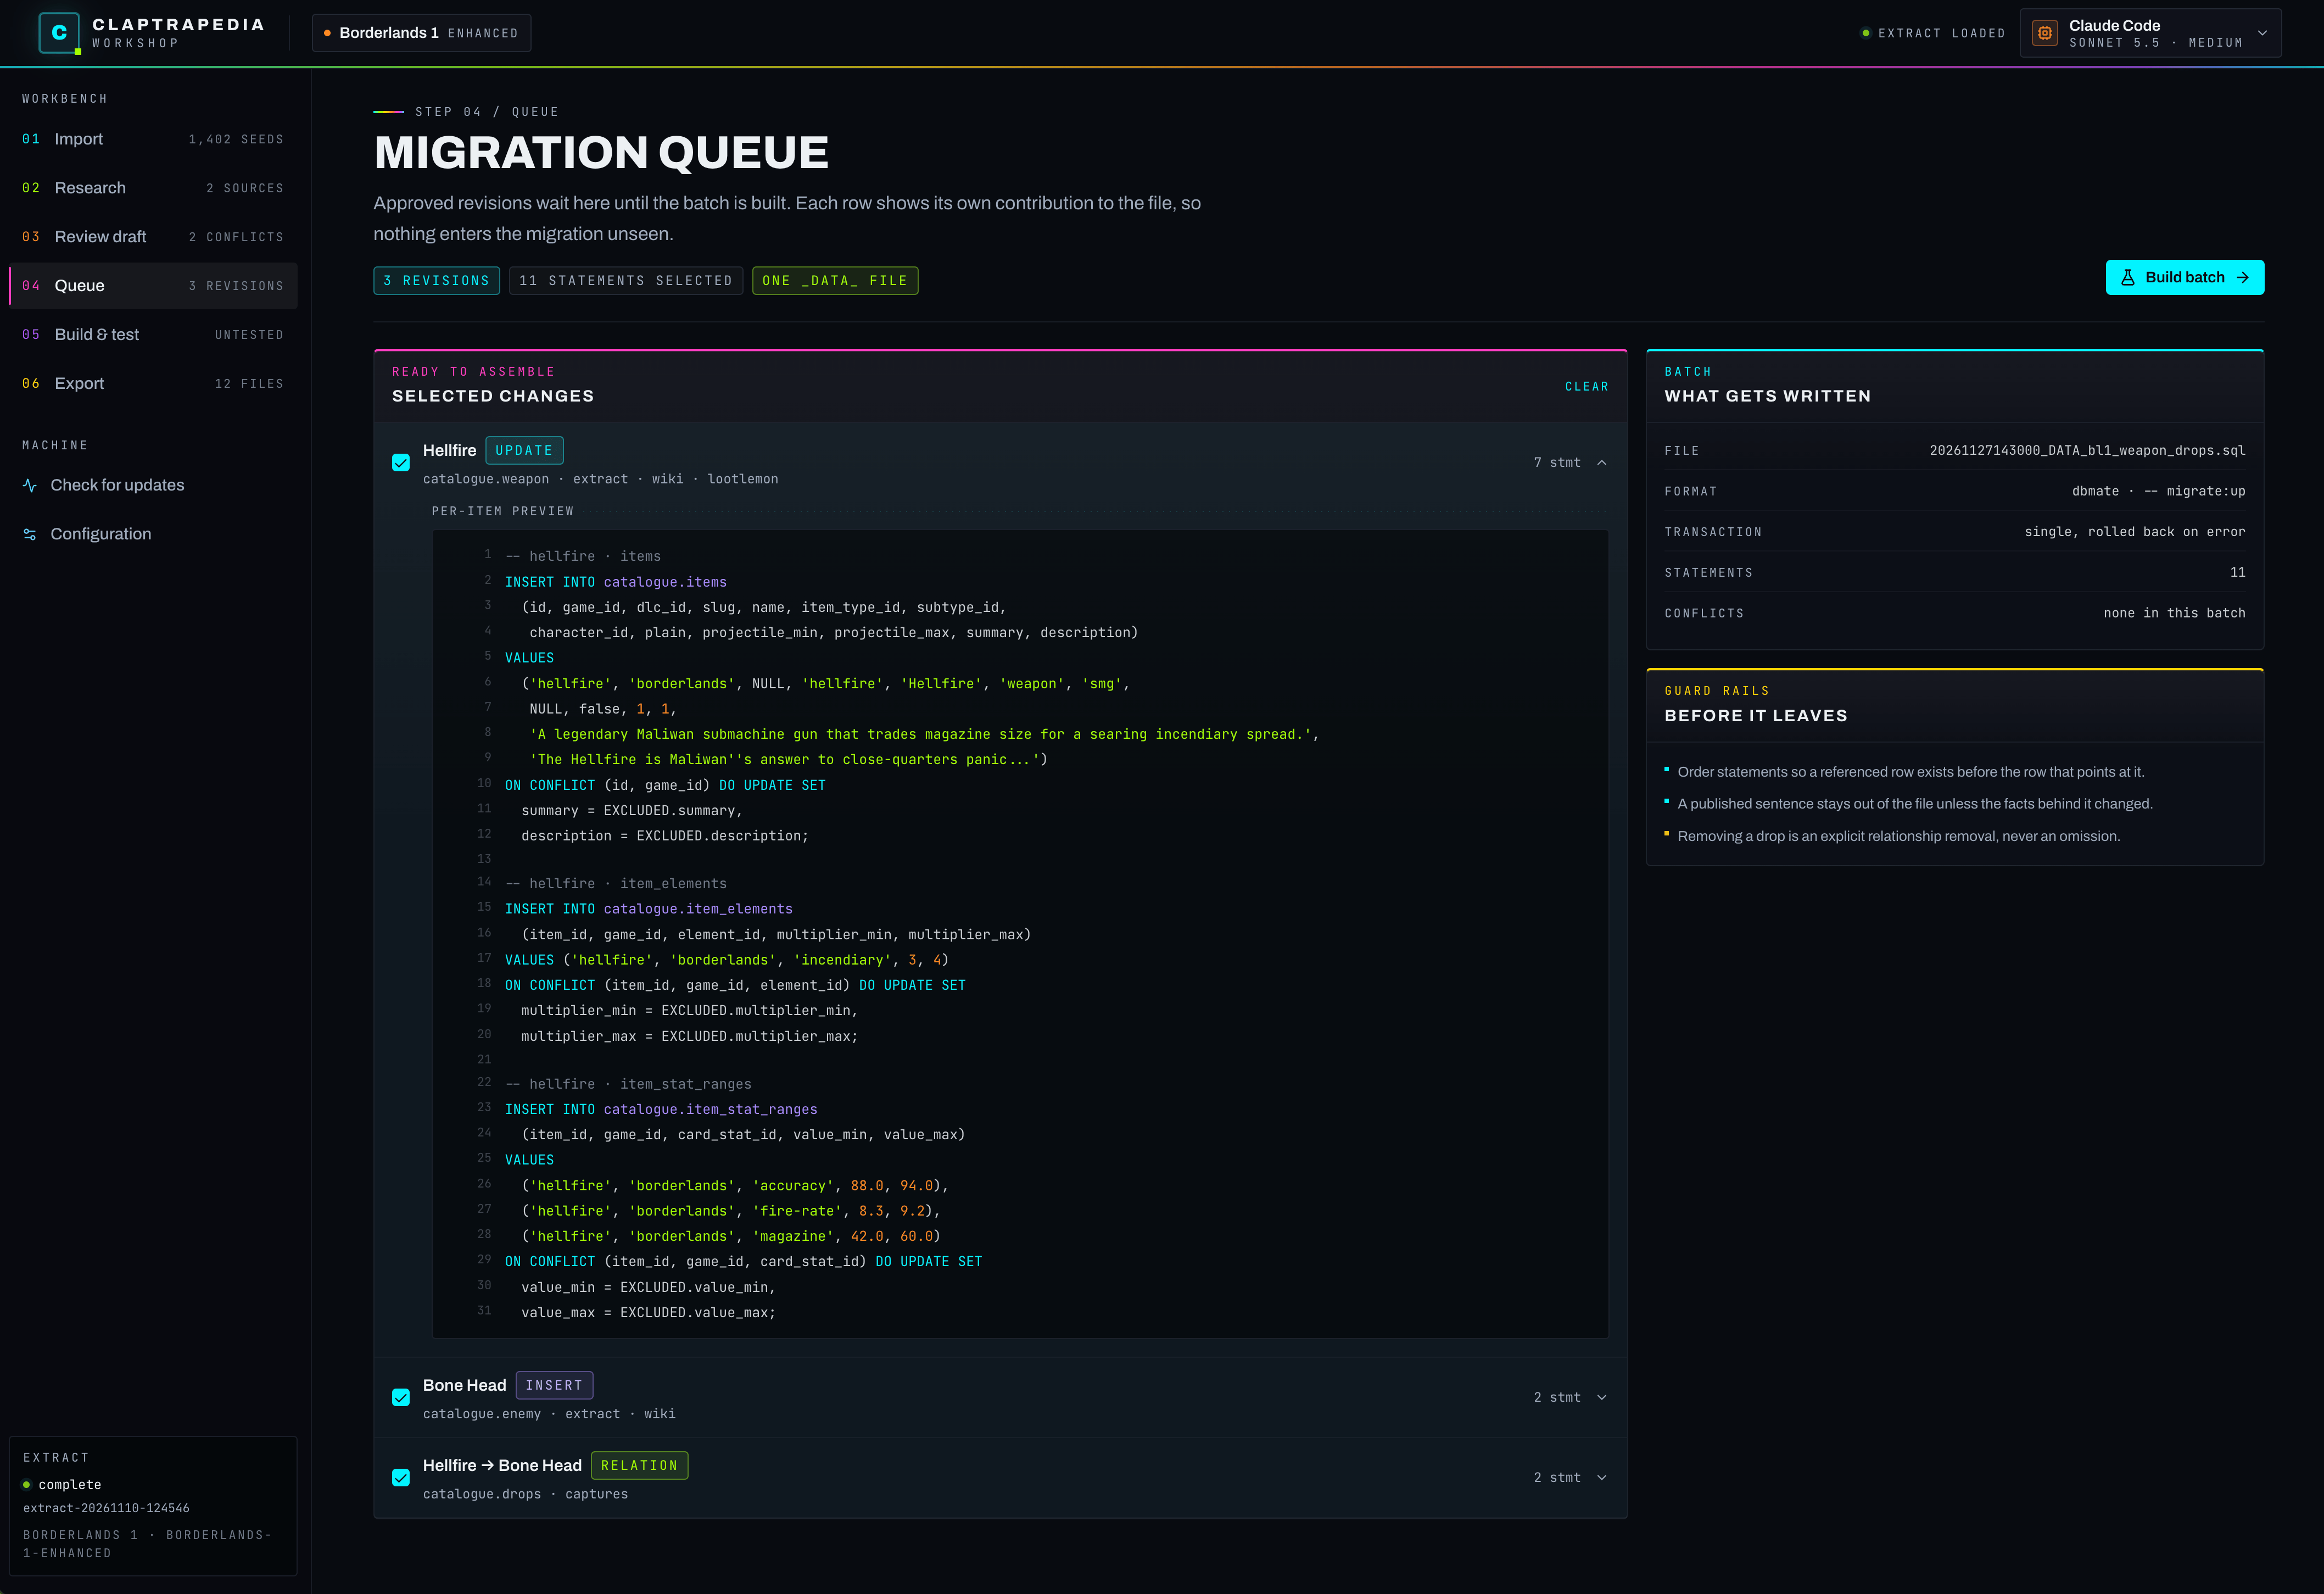 C
CLAPTRAPEDIA
WORKSHOP
Borderlands 1 ENHANCED
EXTRACT LOADED
Claude Code
SONNET 5.5 · MEDIUM
WORKBENCH
01 Import 1,402 SEEDS
02 Research 2 SOURCES
03 Review draft 2 CONFLICTS
04 Queue 3 REVISIONS
05 Build & test UNTESTED
06 Export 12 FILES
MACHINE
Check for updates
Configuration
EXTRACT
complete
extract-20261110-124546
BORDERLANDS 1 · BORDERLANDS-
1-ENHANCED
STEP 04 / QUEUE
MIGRATION QUEUE
Approved revisions wait here until the batch is built. Each row shows its own contribution to the file, so
nothing enters the migration unseen.
3 REVISIONS 11 STATEMENTS SELECTED ONE _DATA_ FILE
Build batch →
READY TO ASSEMBLE
SELECTED CHANGES
CLEAR
Hellfire UPDATE
catalogue.weapon · extract · wiki · lootlemon
7 stmt
PER-ITEM PREVIEW
1 -- hellfire · items
2 INSERT INTO catalogue.items
3 (id, game_id, dlc_id, slug, name, item_type_id, subtype_id,
4 character_id, plain, projectile_min, projectile_max, summary, description)
5 VALUES
6 ('hellfire', 'borderlands', NULL, 'hellfire', 'Hellfire', 'weapon', 'smg',
7 NULL, false, 1, 1,
8 'A legendary Maliwan submachine gun that trades magazine size for a searing incendiary spread.',
9 'The Hellfire is Maliwan''s answer to close-quarters panic...')
10 ON CONFLICT (id, game_id) DO UPDATE SET
11 summary = EXCLUDED.summary,
12 description = EXCLUDED.description;
13
14 -- hellfire · item_elements
15 INSERT INTO catalogue.item_elements
16 (item_id, game_id, element_id, multiplier_min, multiplier_max)
17 VALUES ('hellfire', 'borderlands', 'incendiary', 3, 4)
18 ON CONFLICT (item_id, game_id, element_id) DO UPDATE SET
19 multiplier_min = EXCLUDED.multiplier_min,
20 multiplier_max = EXCLUDED.multiplier_max;
21
22 -- hellfire · item_stat_ranges
23 INSERT INTO catalogue.item_stat_ranges
24 (item_id, game_id, card_stat_id, value_min, value_max)
25 VALUES
26 ('hellfire', 'borderlands', 'accuracy', 88.0, 94.0),
27 ('hellfire', 'borderlands', 'fire-rate', 8.3, 9.2),
28 ('hellfire', 'borderlands', 'magazine', 42.0, 60.0)
29 ON CONFLICT (item_id, game_id, card_stat_id) DO UPDATE SET
30 value_min = EXCLUDED.value_min,
31 value_max = EXCLUDED.value_max;
Bone Head INSERT
catalogue.enemy · extract · wiki
2 stmt
Hellfire → Bone Head RELATION
catalogue.drops · captures
2 stmt
BATCH
WHAT GETS WRITTEN
FILE 20261127143000_DATA_bl1_weapon_drops.sql
FORMAT dbmate · -- migrate:up
TRANSACTION single, rolled back on error
STATEMENTS 11
CONFLICTS none in this batch
GUARD RAILS
BEFORE IT LEAVES
Order statements so a referenced row exists before the row that points at it.
A published sentence stays out of the file unless the facts behind it changed.
Removing a drop is an explicit relationship removal, never an omission.